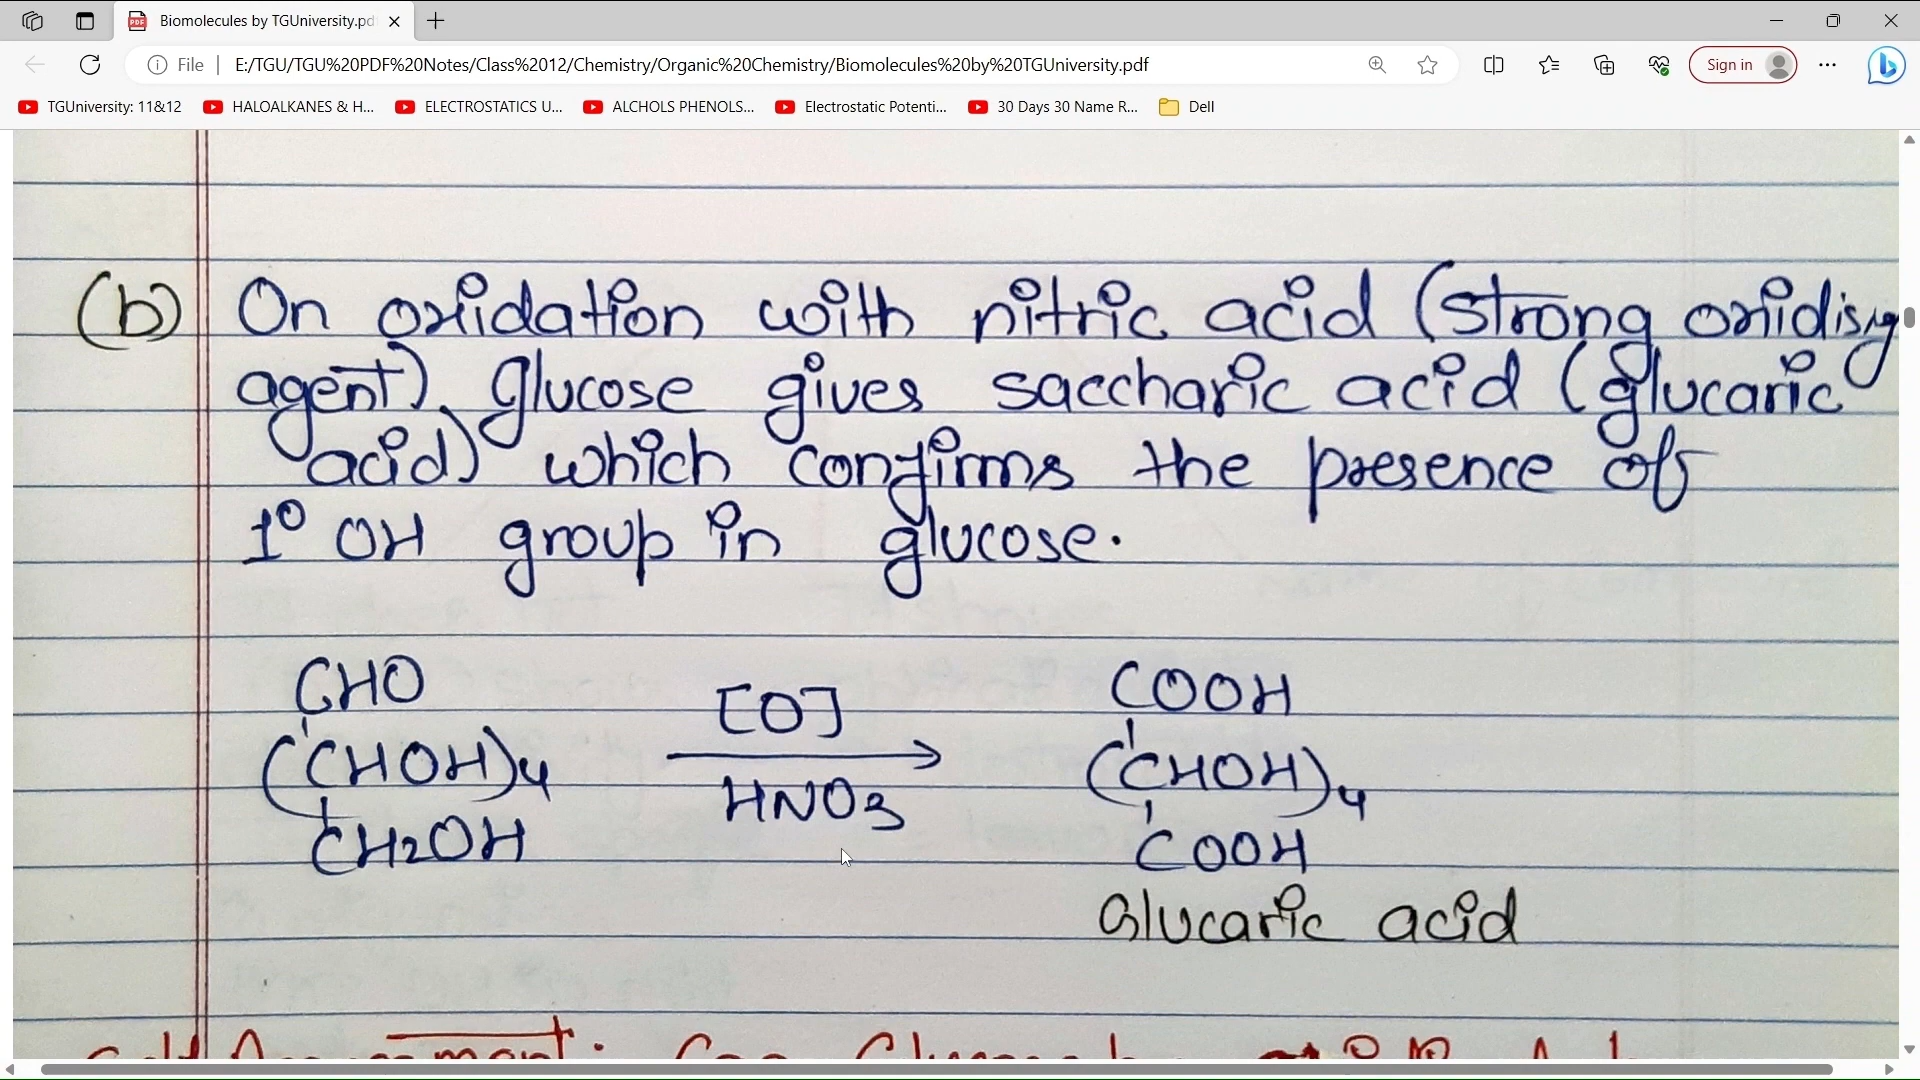 Biomolecules by TGUniversity.pd
File
E:/TGU/TGU%20PDF%20Notes/Class%2012/Chemistry/Organic%20Chemistry/Biomolecules%20by%20TGUniversity.pdf
Sign in
TGUniversity: 11&12 HALOALKANES & H... ELECTROSTATICS U... ALCHOLS PHENOLS... Electrostatic Potenti... 30 Days 30 Name R... Dell
(b) On oxidation with nitric acid (strong oxidising
agent), Glucose gives saccharic acid (glucaric
acid) which confirms the presence of
1° OH group in glucose.
CHO [O] COOH
(CHOH)4 → (CHOH)4
HNO3
CH2OH COOH
Glucaric acid